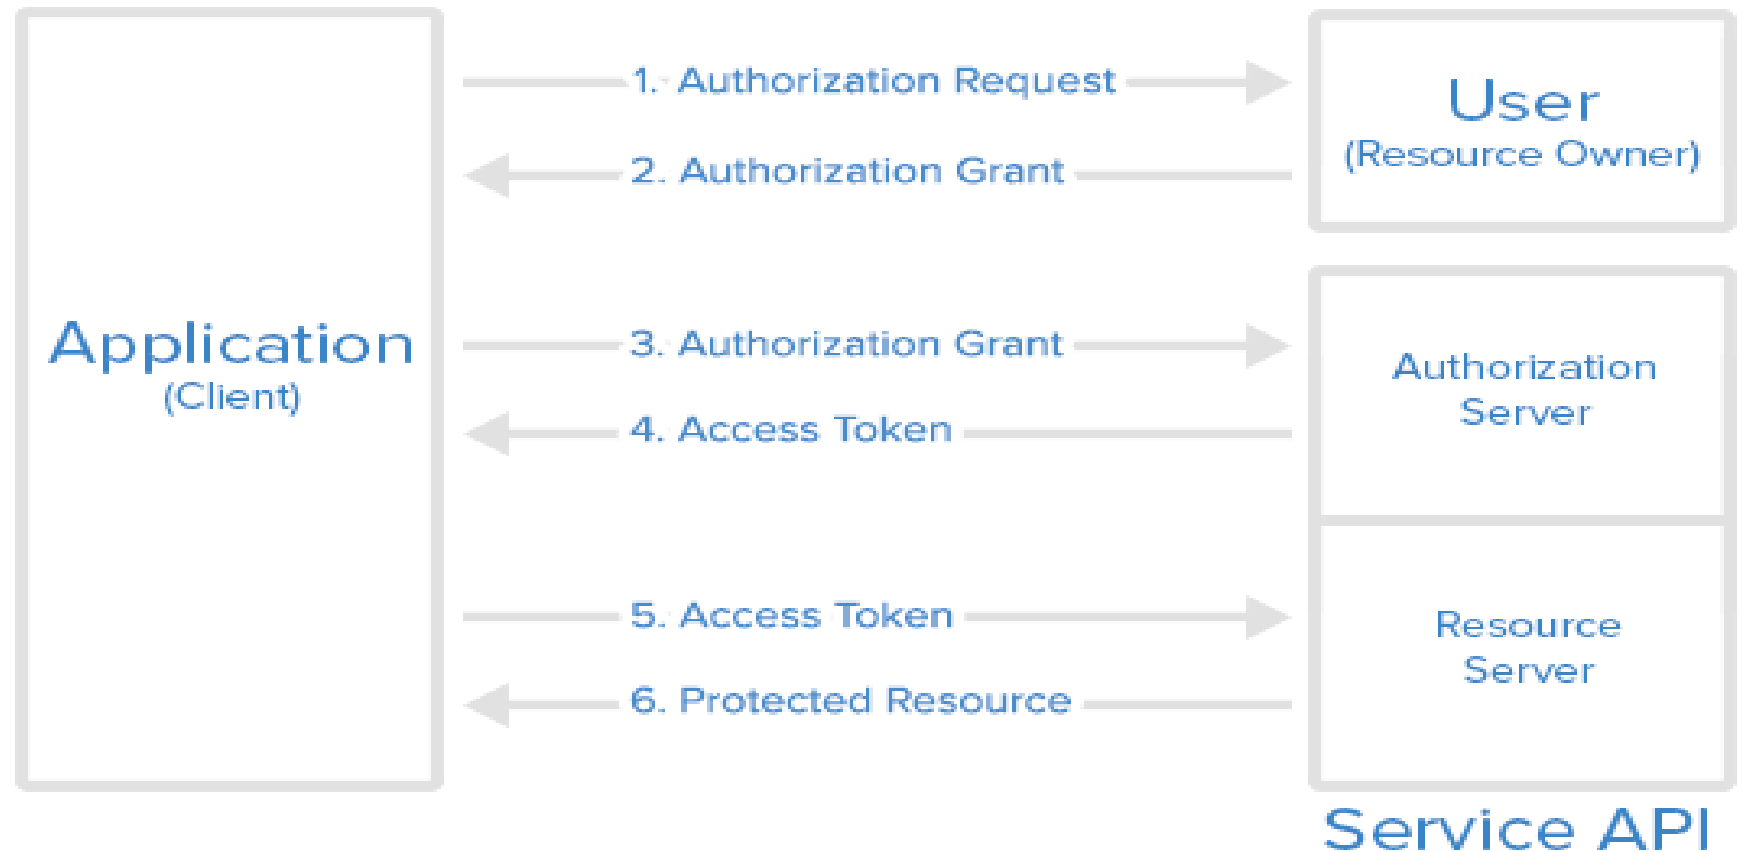 Application
(Client)
1. Authorization Request
2. Authorization Grant
3. Authorization Grant
4. Access Token
5. Access Token
6. Protected Resource
User
(Resource Owner)
Authorization
Server
Resource
Server
Service API